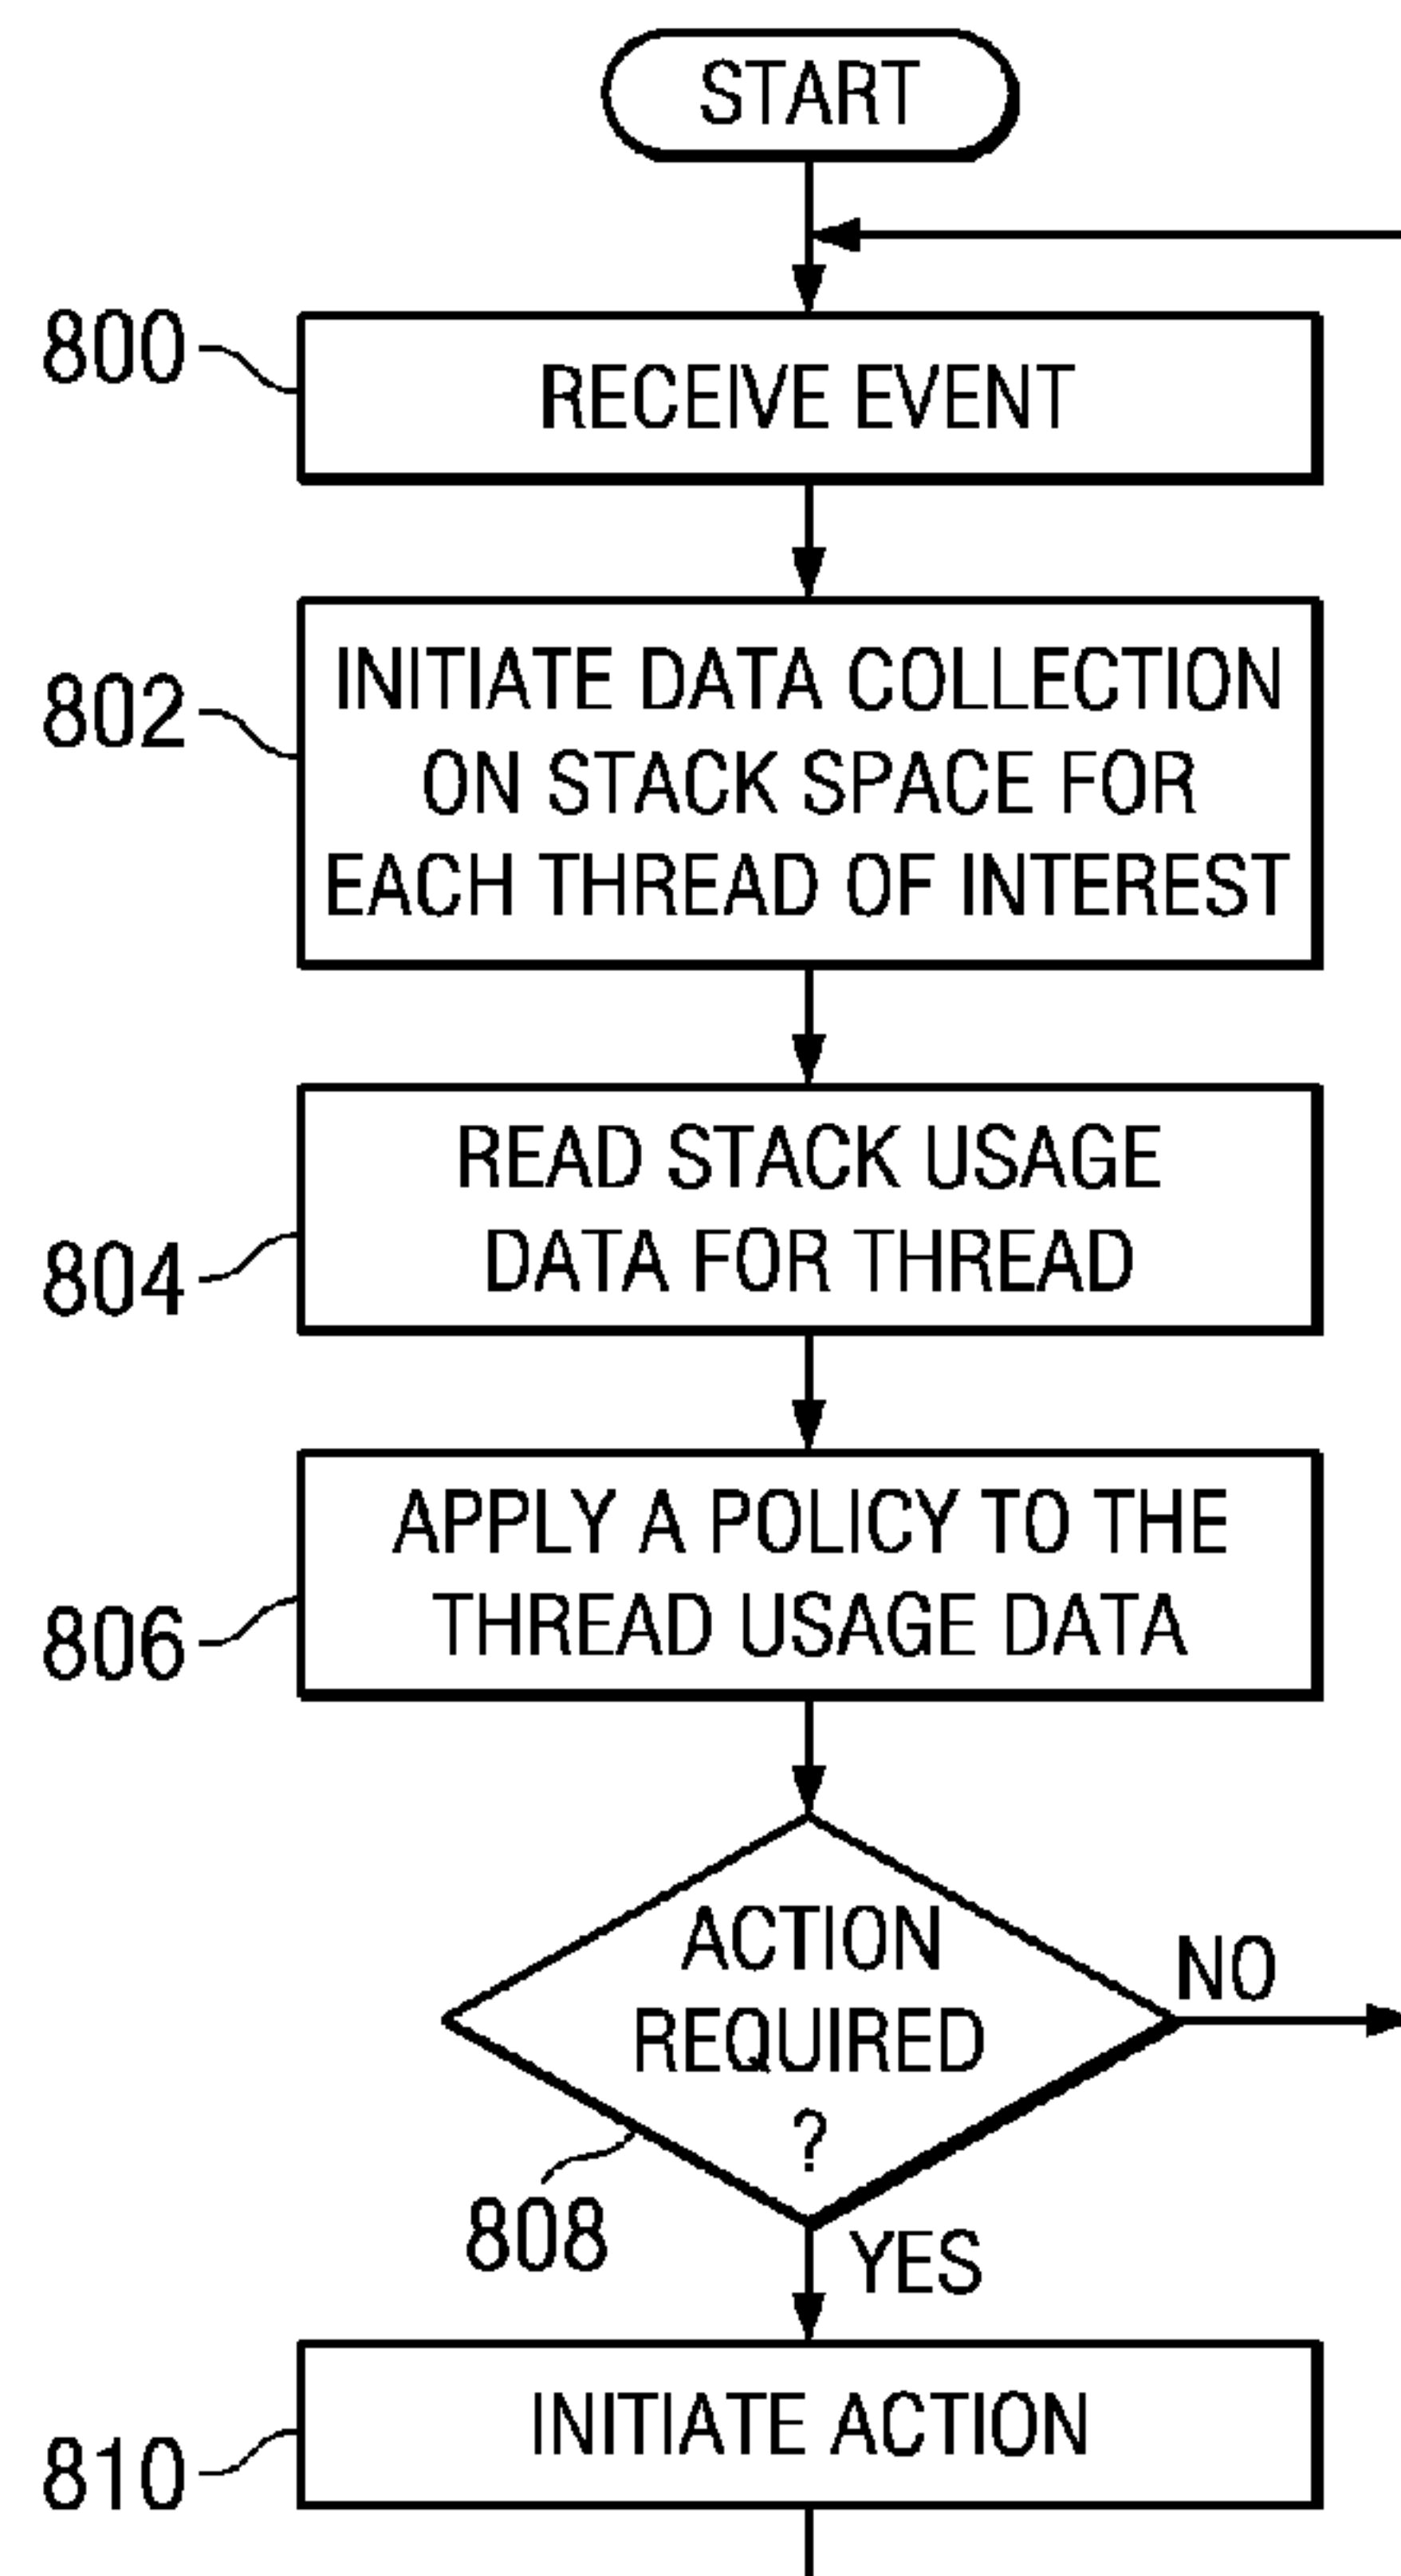 START
800
RECEIVE EVENT
802
INITIATE DATA COLLECTION
ON STACK SPACE FOR
EACH THREAD OF INTEREST
804
READ STACK USAGE
DATA FOR THREAD
806
APPLY A POLICY TO THE
THREAD USAGE DATA
ACTION
REQUIRED
?
NO
808
YES
810
INITIATE ACTION